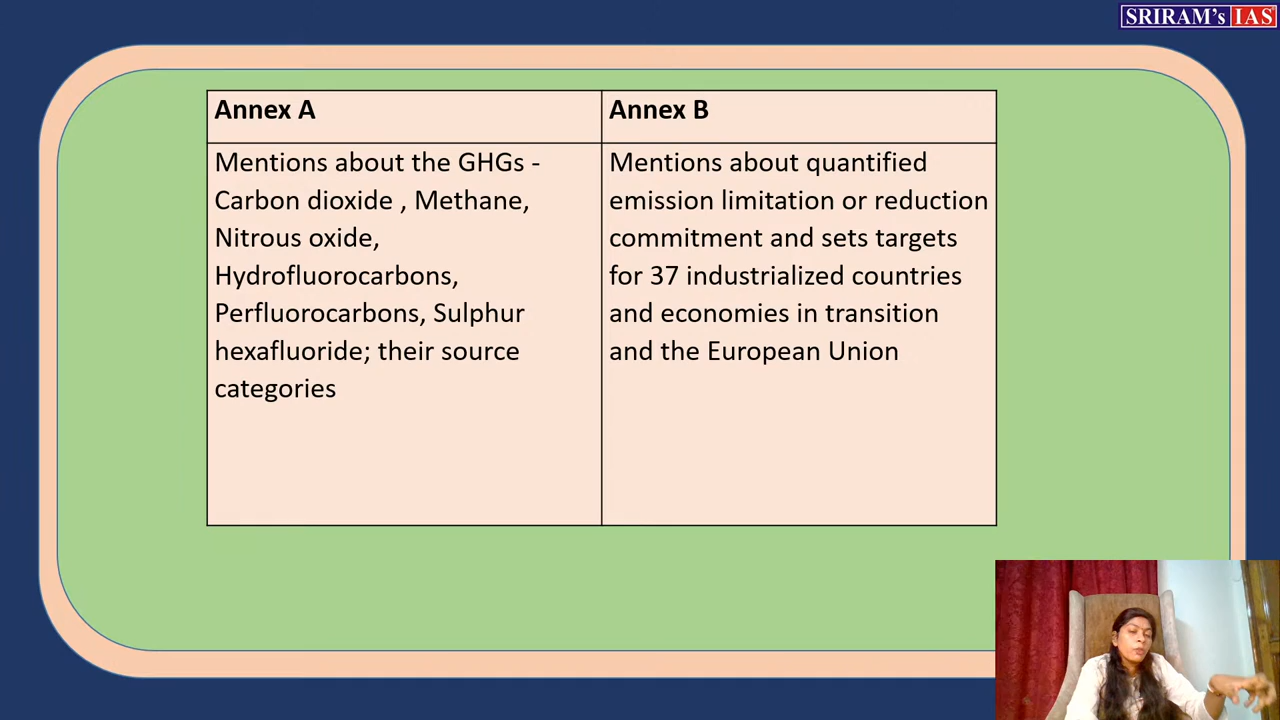 SRIRAM's IAS
Annex A
Mentions about the GHGs -
Carbon dioxide , Methane,
Nitrous oxide,
Hydrofluorocarbons,
Perfluorocarbons, Sulphur
hexafluoride; their source
categories
Annex B
Mentions about quantified
emission limitation or reduction
commitment and sets targets
for 37 industrialized countries
and economies in transition
and the European Union